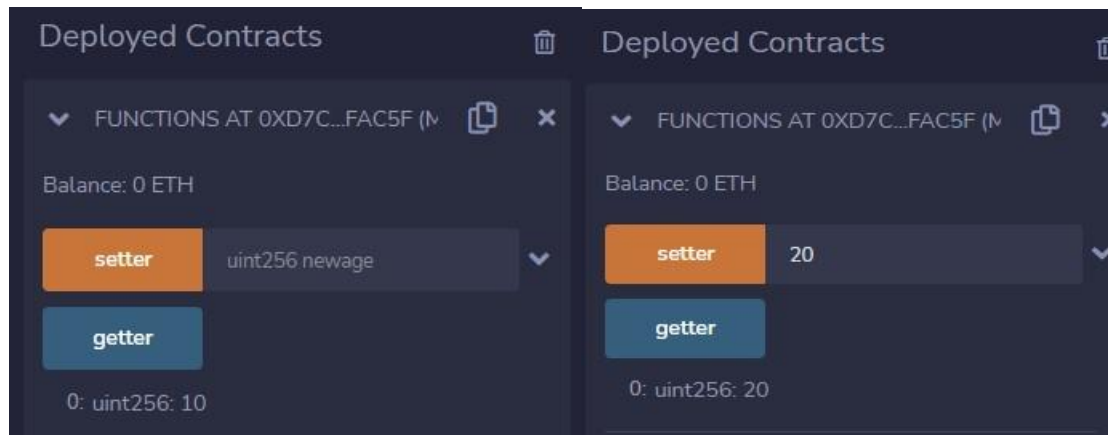 Deployed Contracts
FUNCTIONS AT 0XD7C...FAC5F (M
Balance: 0 ETH
setter uint256 newage
getter
0: uint256: 10
Deployed Contracts
FUNCTIONS AT 0XD7C...FAC5F (M
Balance: 0 ETH
setter 20
getter
0: uint256: 20